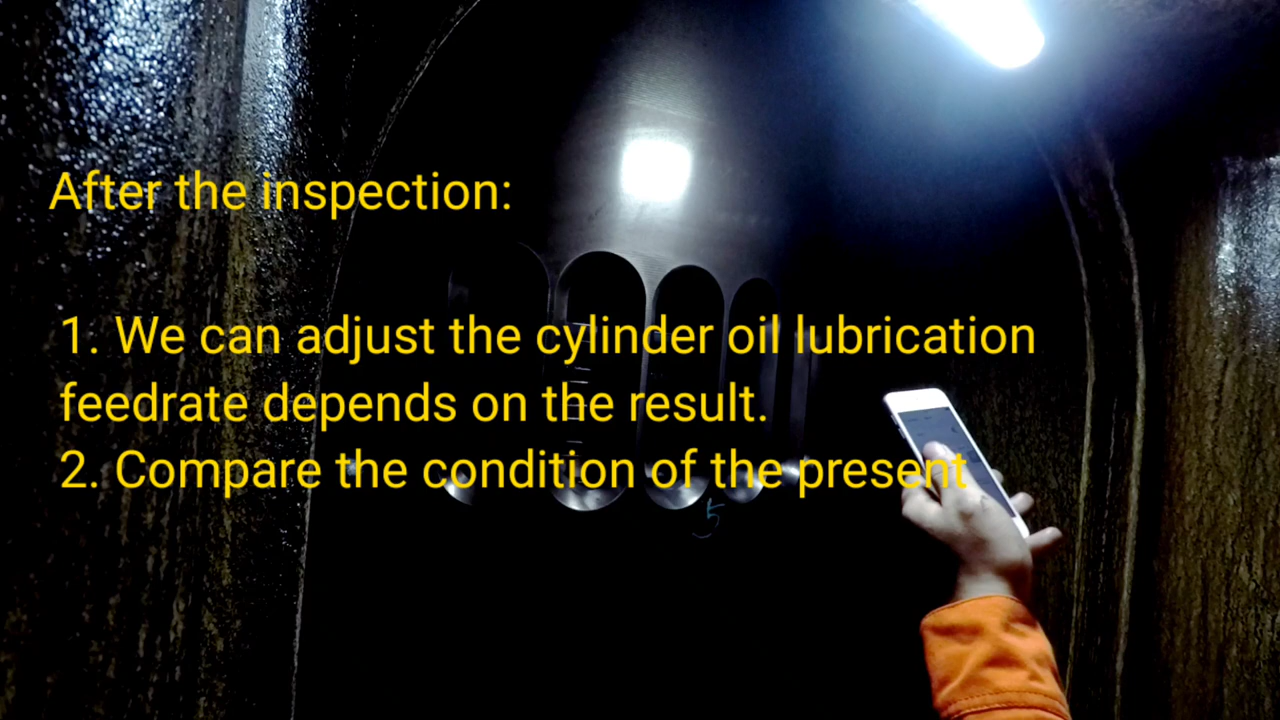 After the inspection:
1. We can adjust the cylinder oil lubrication
feedrate depends on the result.
2. Compare the condition of the present
5